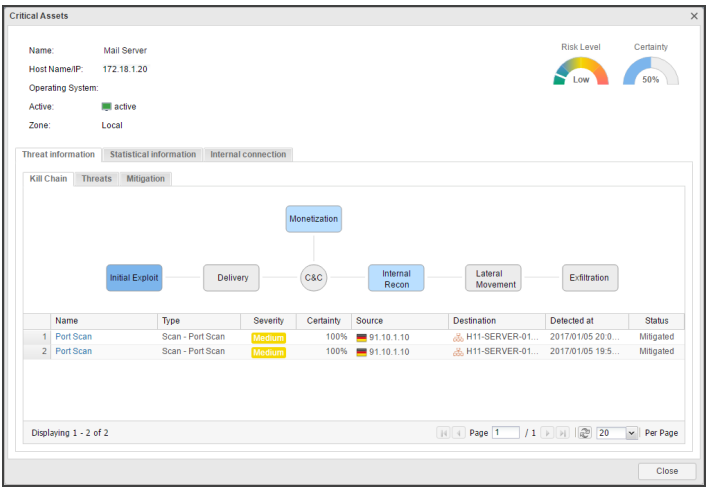 Critical Assets
Name: Mail Server
Host Name/IP: 172.18.1.20
Operating System:
Active: active
Zone: Local
Risk Level
Low
Certainty
50%
Threat information Statistical information Internal connection
Kill Chain Threats Mitigation
Monetization
Initial Exploit
Delivery
C&C
Internal
Recon
Lateral
Movement
Exfiltration
Name Type Severity Certainty Source Destination Detected at Status
1 Port Scan Scan - Port Scan Medium 100% 91.10.1.10 H11-SERVER-01... 2017/01/05 20:0... Mitigated
2 Port Scan Scan - Port Scan Medium 100% 91.10.1.10 H11-SERVER-01... 2017/01/05 19:5... Mitigated
Displaying 1 - 2 of 2 Page 1 / 1 20 Per Page
Close